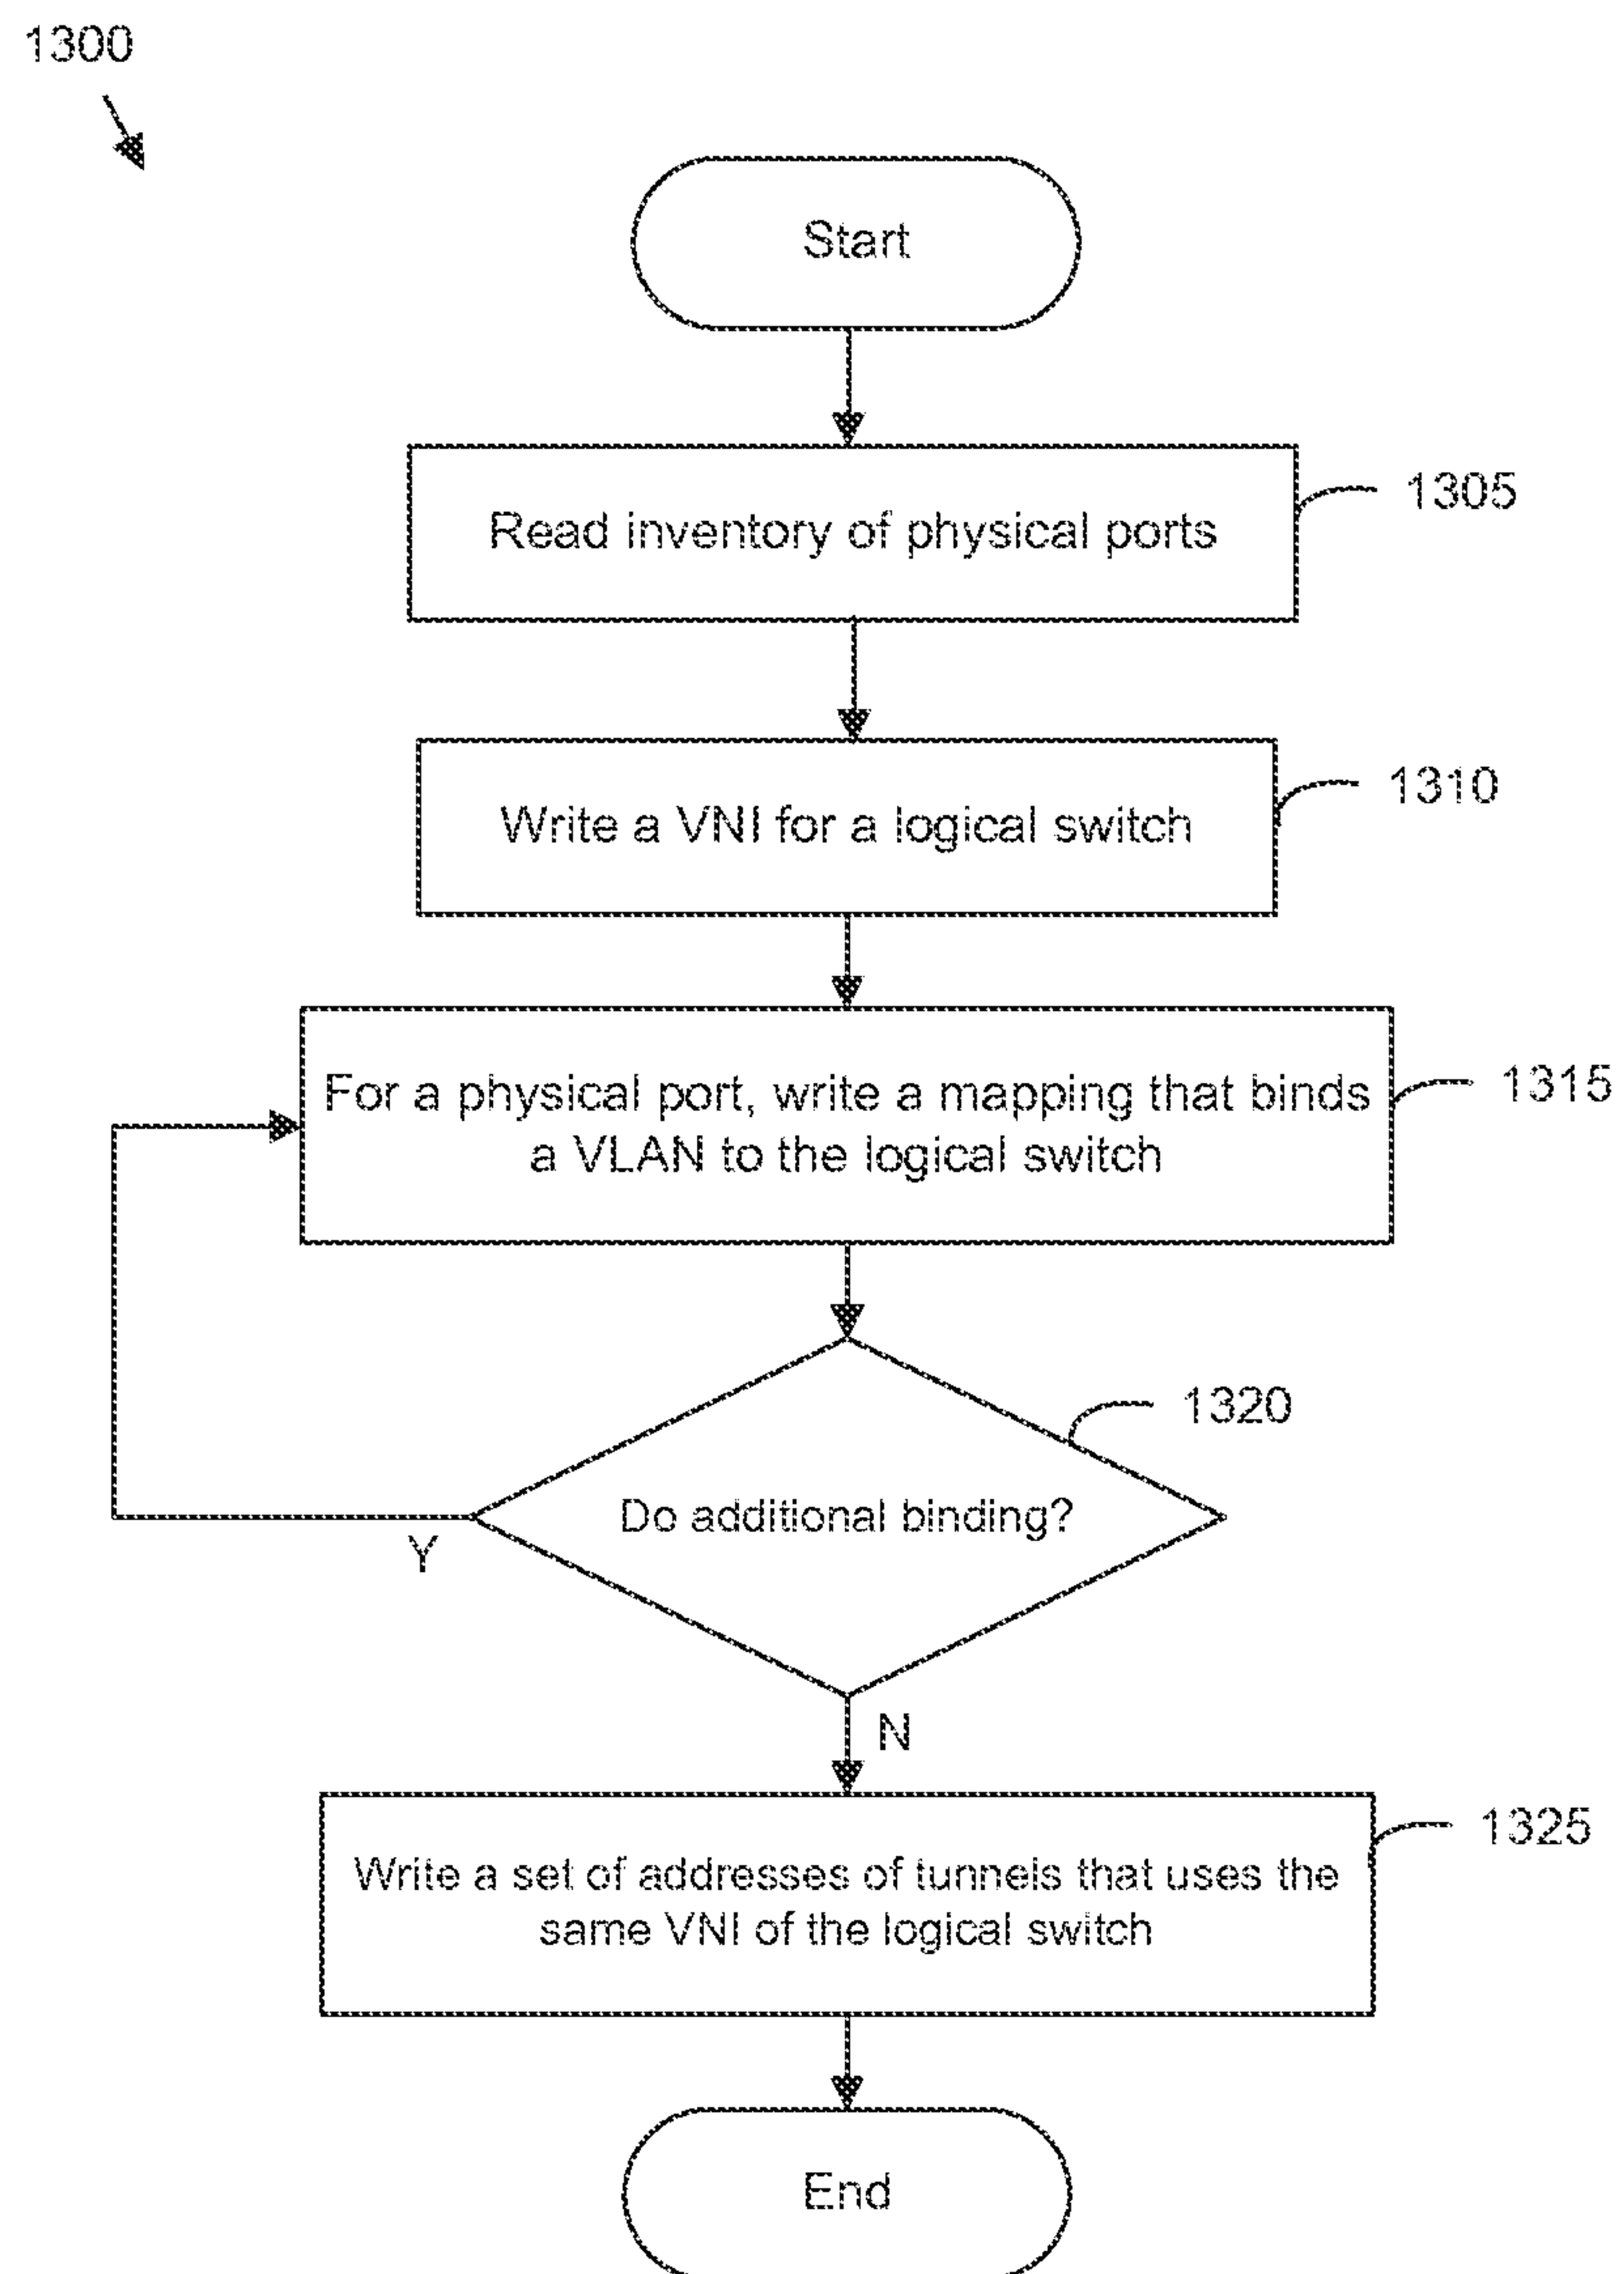 1300
Start
Read inventory of physical ports
1305
Write a VNI for a logical switch
1310
For a physical port, write a mapping that binds
a VLAN to the logical switch
1315
1320
Do additional binding?
Y
N
Write a set of addresses of tunnels that uses the
same VNI of the logical switch
1325
End